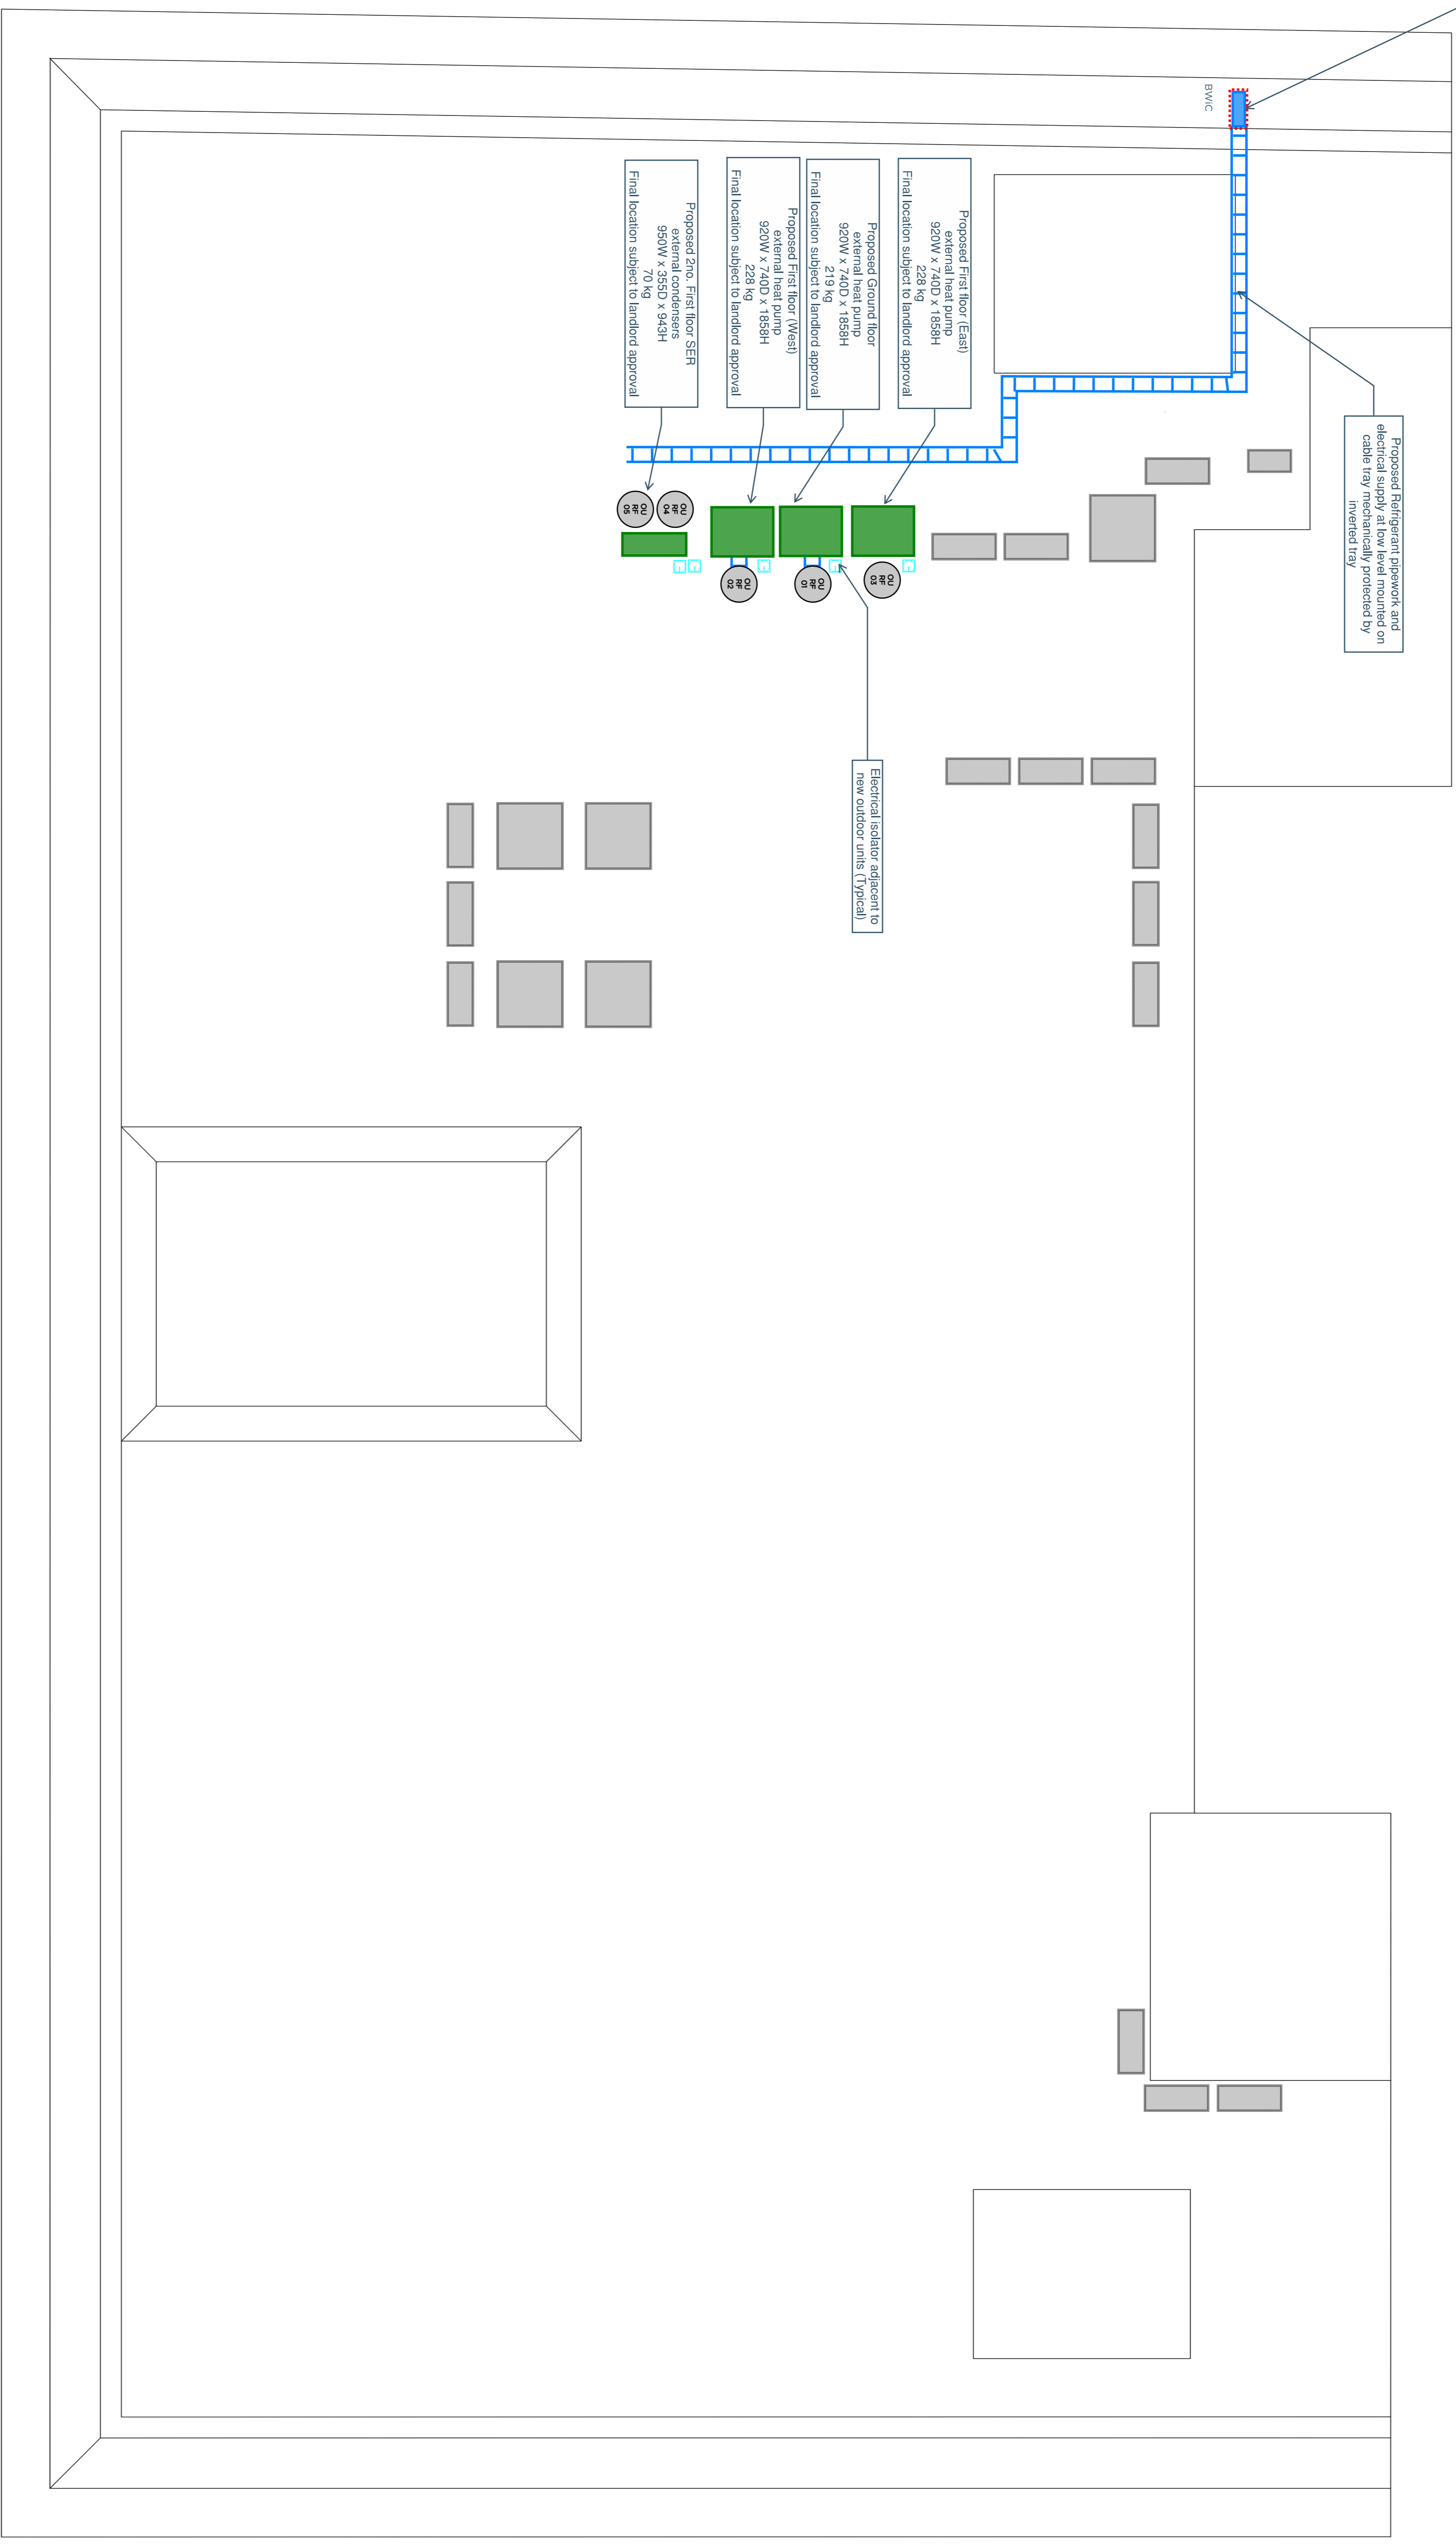 BWiC
Proposed Refrigerant pipework and
electrical supply at low level mounted on
cable tray mechanically protected by
inverted tray
Proposed First floor (East)
external heat pump
920W x 740D x 1858H
228 kg
Final location subject to landlord approval
Proposed Ground floor
external heat pump
920W x 740D x 1858H
219 kg
Final location subject to landlord approval
Proposed First floor (West)
external heat pump
920W x 740D x 1858H
228 kg
Final location subject to landlord approval
Proposed 2no. First floor SER
external condensers
950W x 355D x 943H
70 kg
Final location subject to landlord approval
OU
RF
03
OU
RF
01
OU
RF
02
OU
RF
04
OU
RF
05
Electrical isolator adjacent to
new outdoor units (Typical)